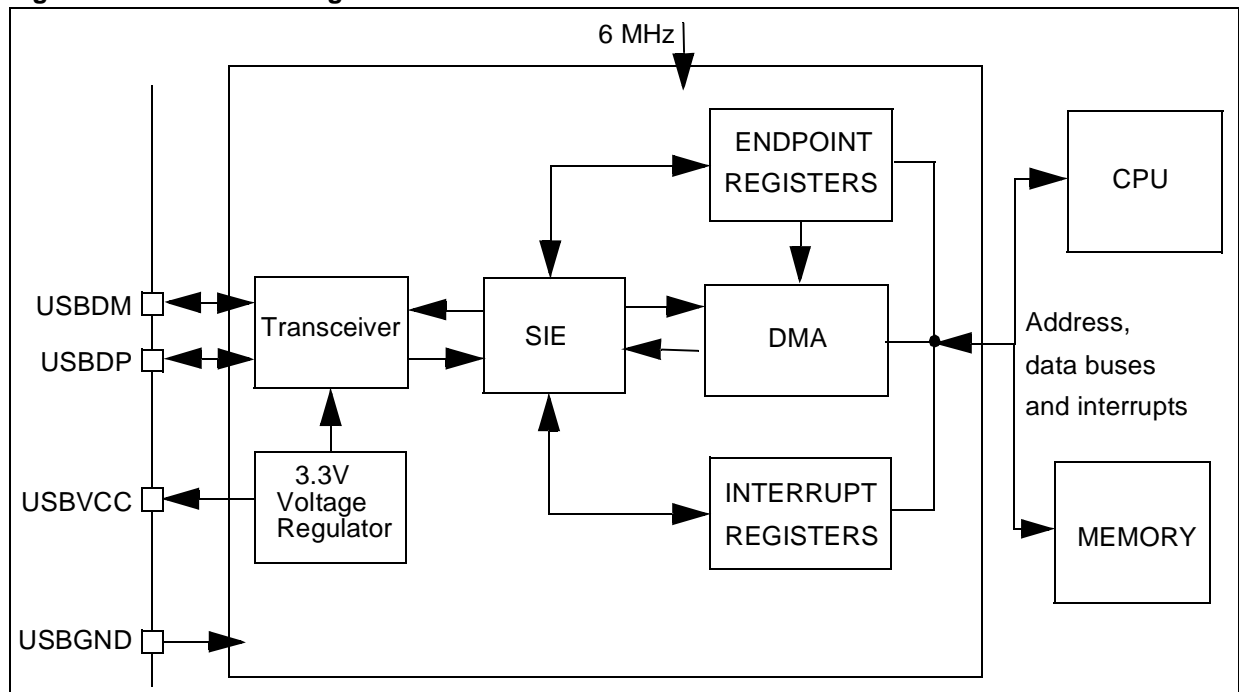 6 MHz
ENDPOINT
REGISTERS
CPU
USBDM
USBDP
Transceiver
SIE
DMA
Address,
data buses
and interrupts
USBVCC
3.3V
Voltage
Regulator
INTERRUPT
REGISTERS
MEMORY
USBGND